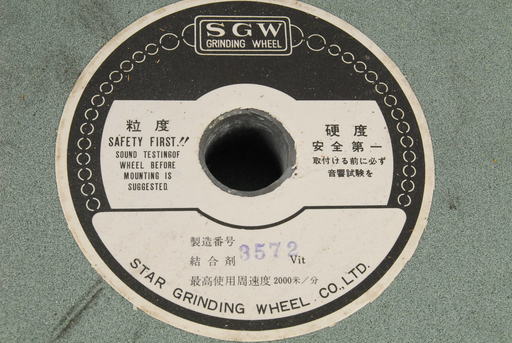 SGW
GRINDING WHEEL
粒度
SAFETY FIRST.!!
SOUND TESTINGOF
WHEEL BEFORE
MOUNTING IS
SUGGESTED
硬度
安全第一
取付ける前に必ず
音響試験を
製造番号 3572
結合剤 Vit
最高使用周速度 2000米/分
STAR GRINDING WHEEL CO.,LTD.